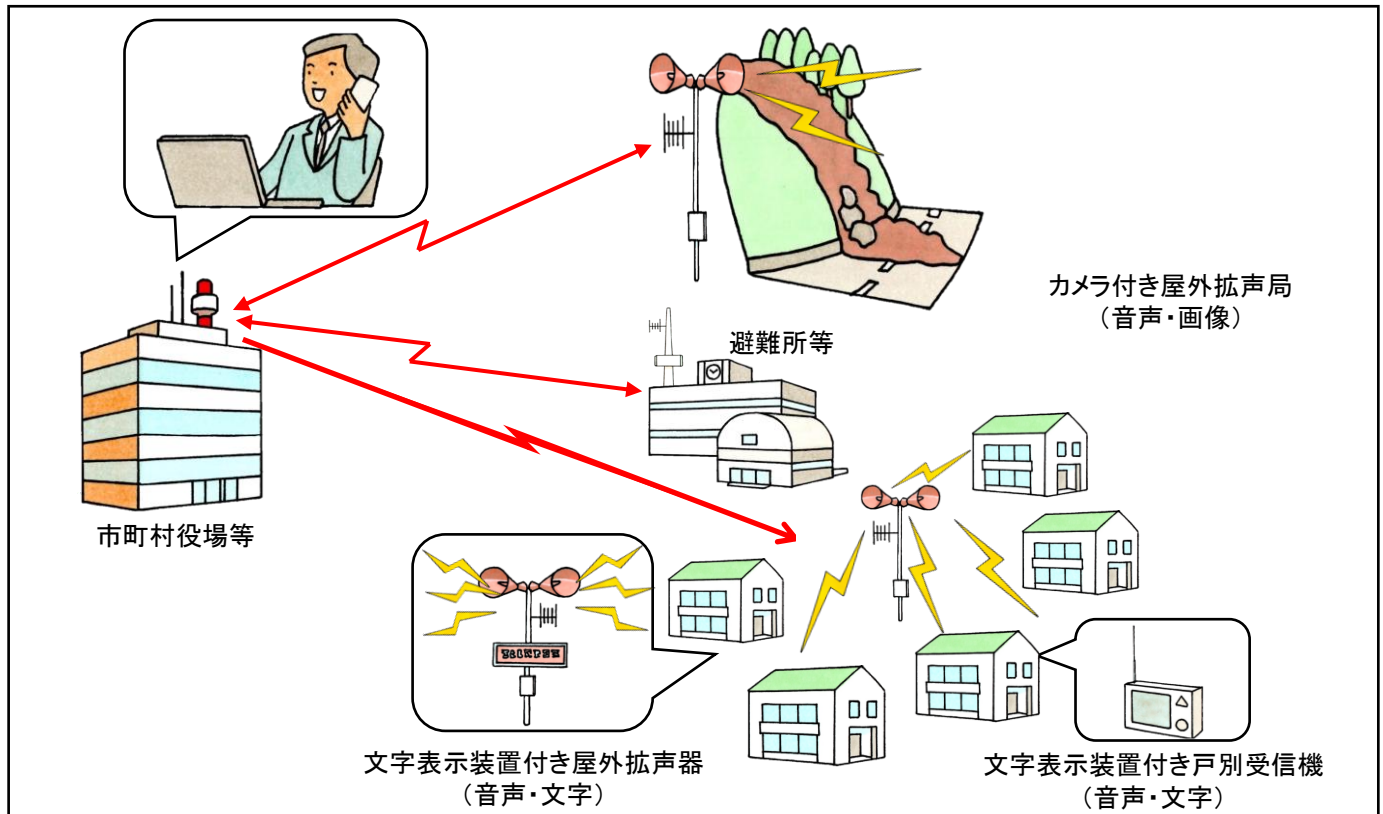 カメラ付き屋外拡声局
（音声・画像）
避難所等
市町村役場等
文字表示装置付き屋外拡声器
（音声・文字）
文字表示装置付き戸別受信機
（音声・文字）